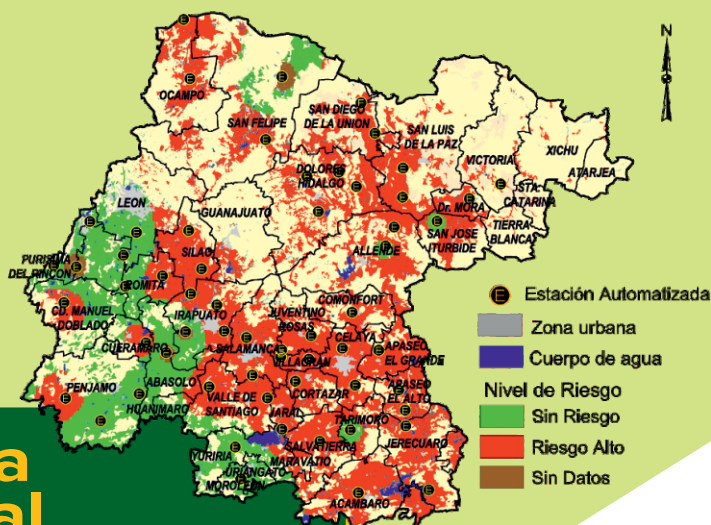 N
OCAMPO
SAN FELIPE
SAN DIEGO
DE LA UNION
SAN LUIS
DE LA PAZ
VICTORIA
XICHU
ATARJEA
STA.
CATARINA
DOLORES
HIDALGO
LEON
GUANAJUATO
Dr. MORA
TIERRA
BLANCA
SAN JOSE
ITURBIDE
ALLENDE
SILAO
PURISIMA
DEL RINCON
ROMITA
CD. MANUEL
DOBLADO
IRAPUATO
COMONFORT
JUVENTINO
ROSAS
CUERAMARO
SALAMANCA
CELAYA
APASEO
EL GRANDE
VILLAGRAN
PENJAMO
ABASOLO
HUANIMARO
VALLE DE
SANTIAGO
CORTAZAR
APASEO
EL ALTO
JARAL
TARIMORO
JERECUARO
SALVATIERRA
YURIRIA
MARAVATIO
URIANGATO
MOROLEON
ACAMBARO
E Estación Automatizada
Zona urbana
Cuerpo de agua
Nivel de Riesgo
Sin Riesgo
Riesgo Alto
Sin Datos
a
al